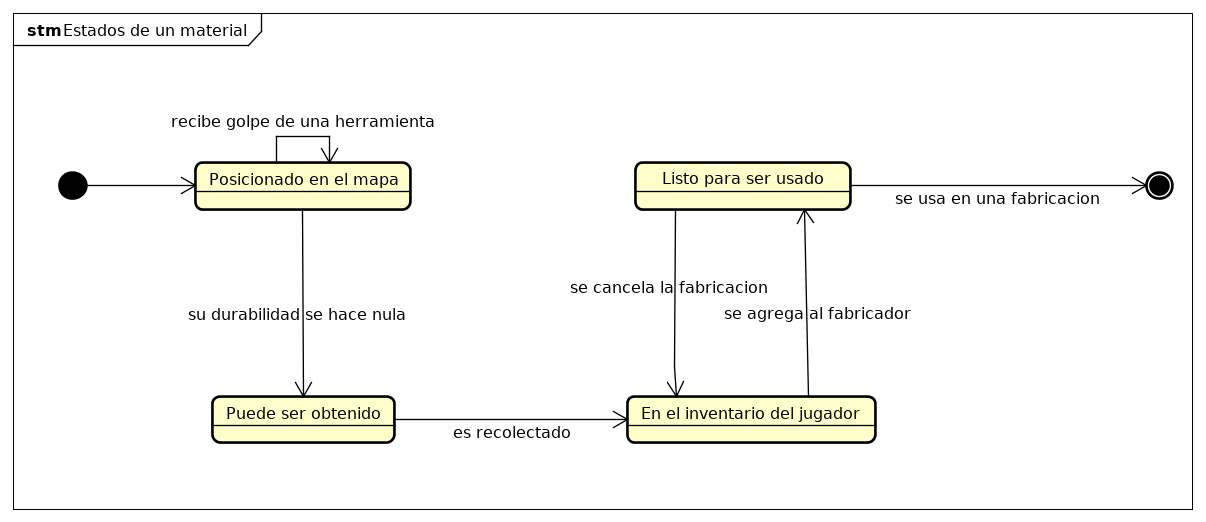 stm Estados de un material
recibe golpe de una herramienta
Posicionado en el mapa
Listo para ser usado
se usa en una fabricacion
se cancela la fabricacion
su durabilidad se hace nula
se agrega al fabricador
Puede ser obtenido
En el inventario del jugador
es recolectado